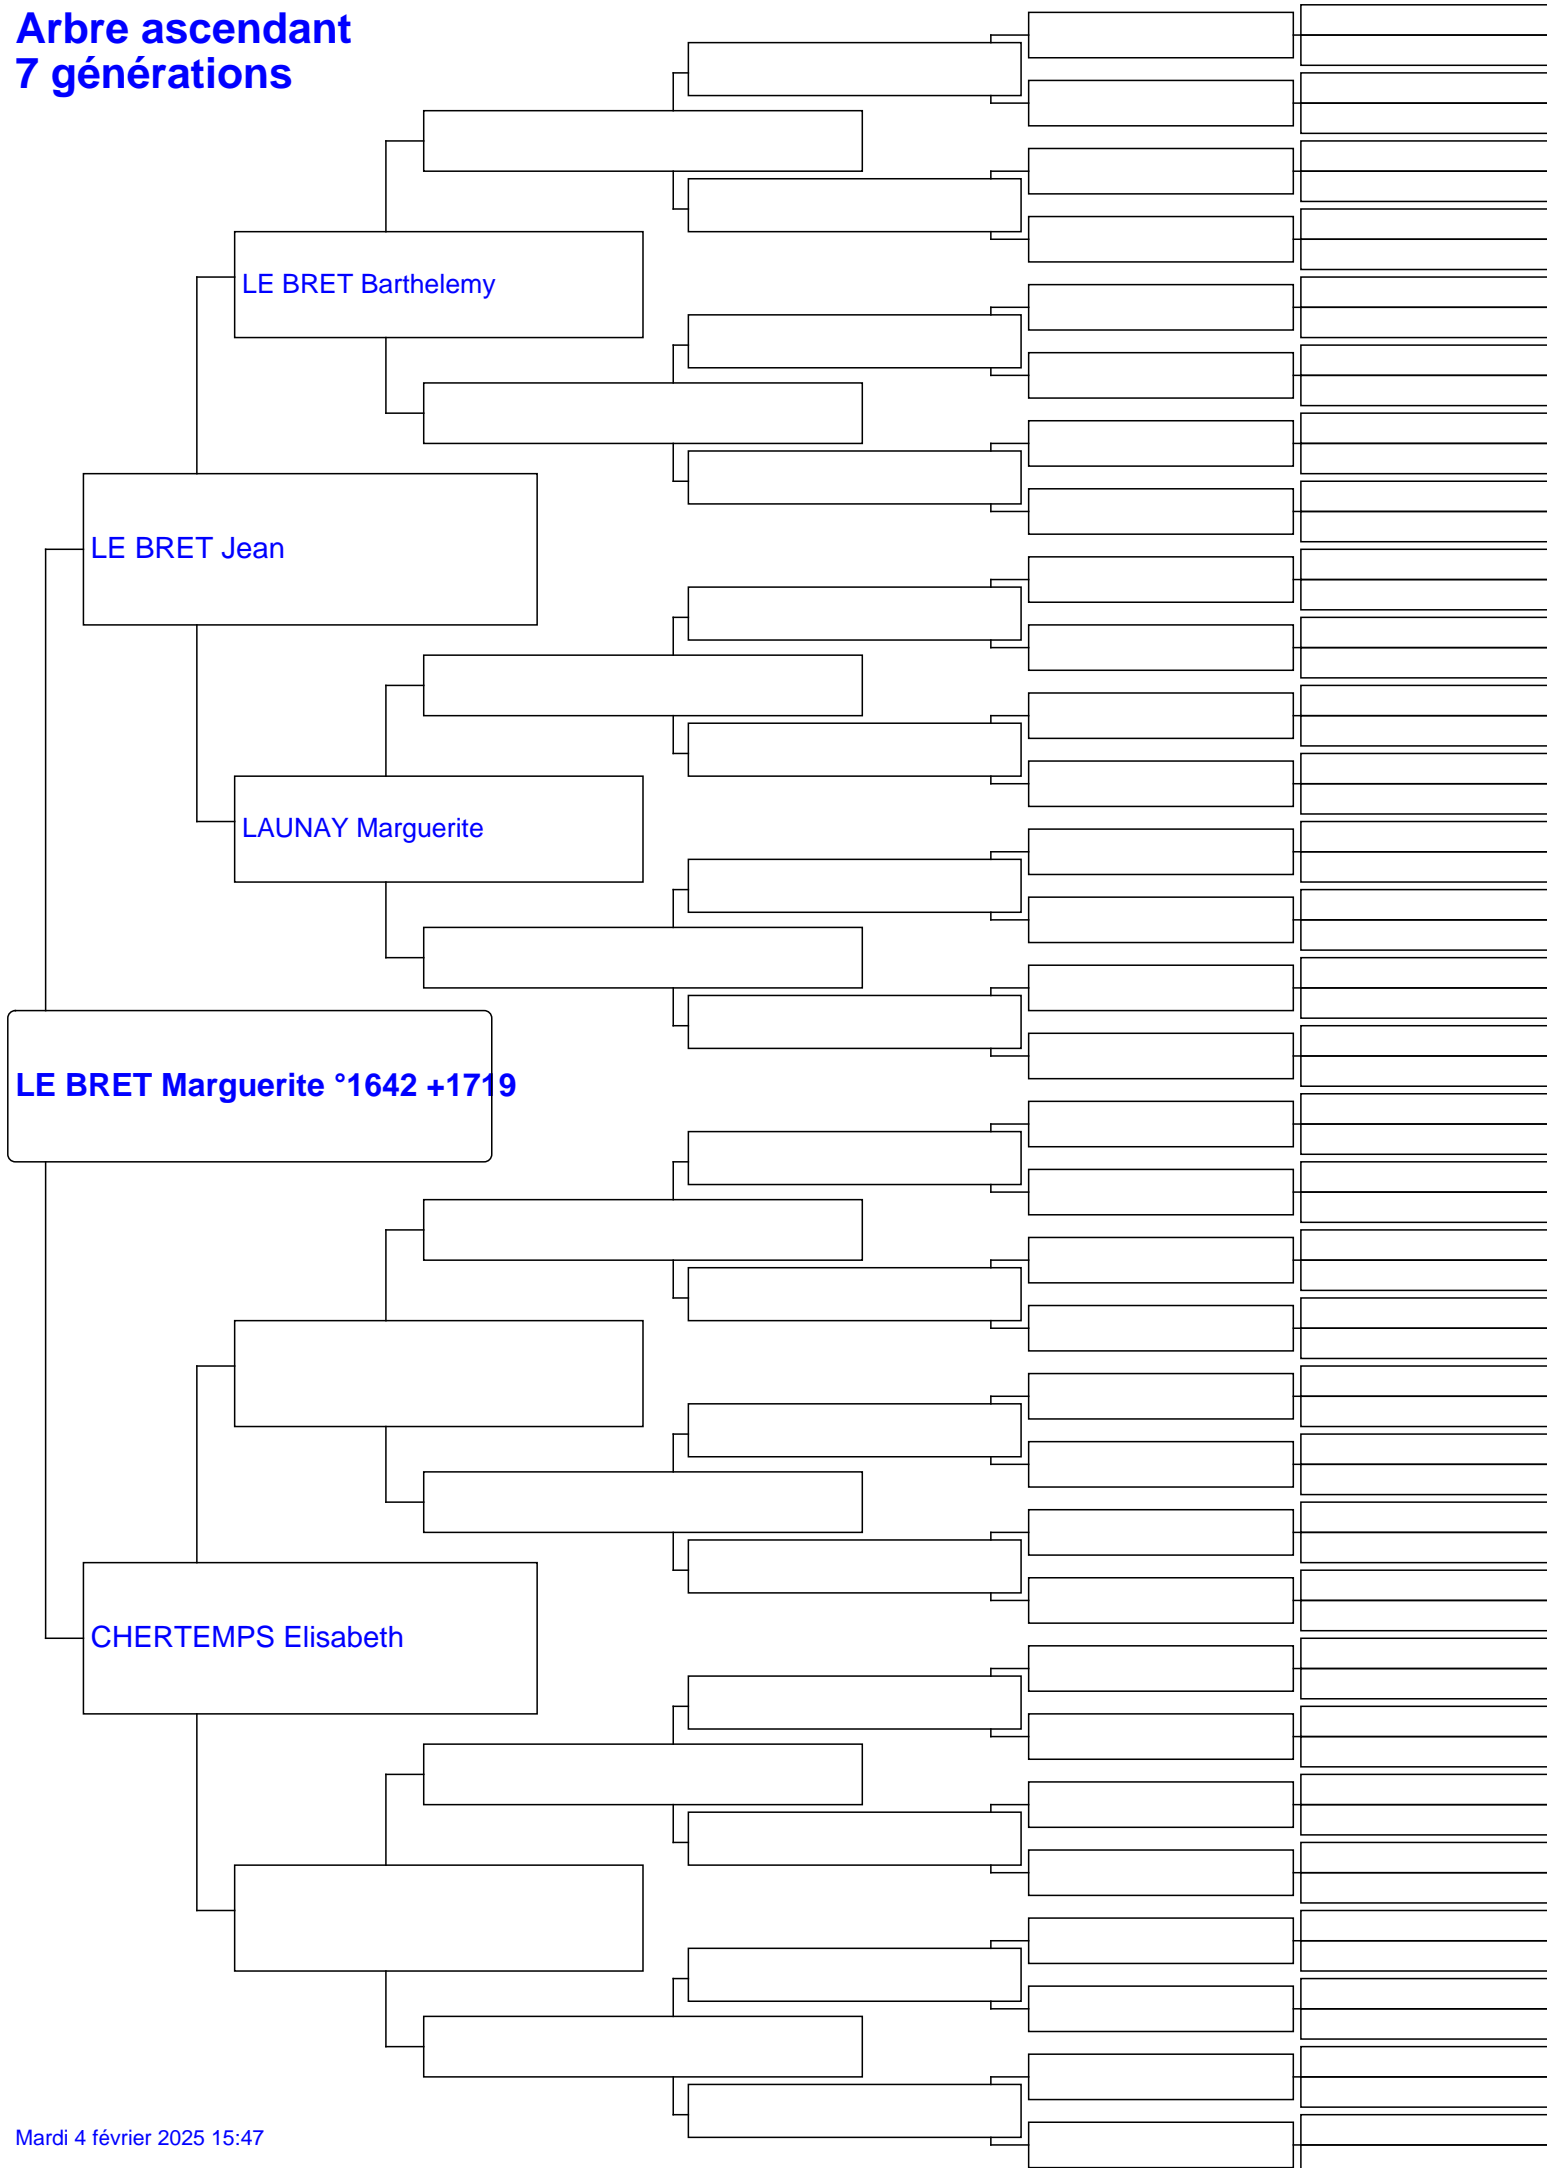 Arbre ascendant
7 générations
LE BRET Barthelemy
LE BRET Jean
LAUNAY Marguerite
LE BRET Marguerite °1642 +1719
CHERTEMPS Elisabeth
Mardi 4 février 2025 15:47